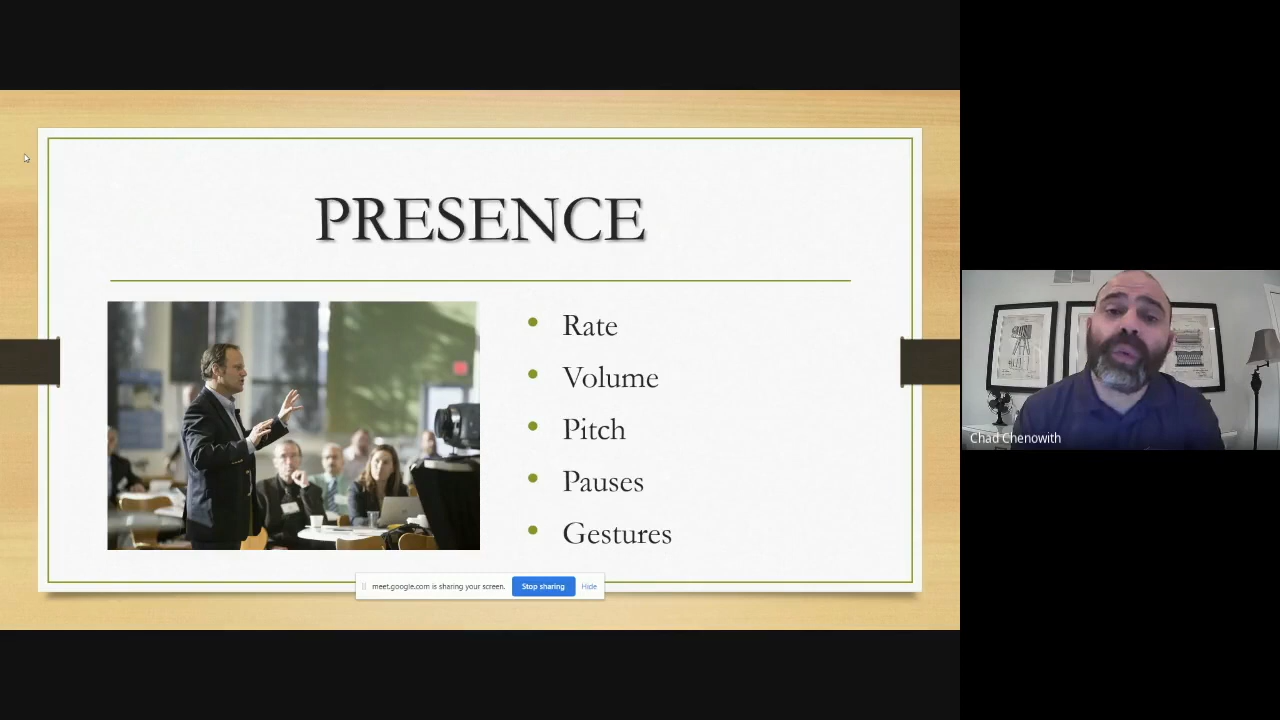 PRESENCE
Rate
Volume
Pitch
Pauses
Gestures
meet.google.com is sharing your screen. Stop sharing Hide
Chad Chenowith